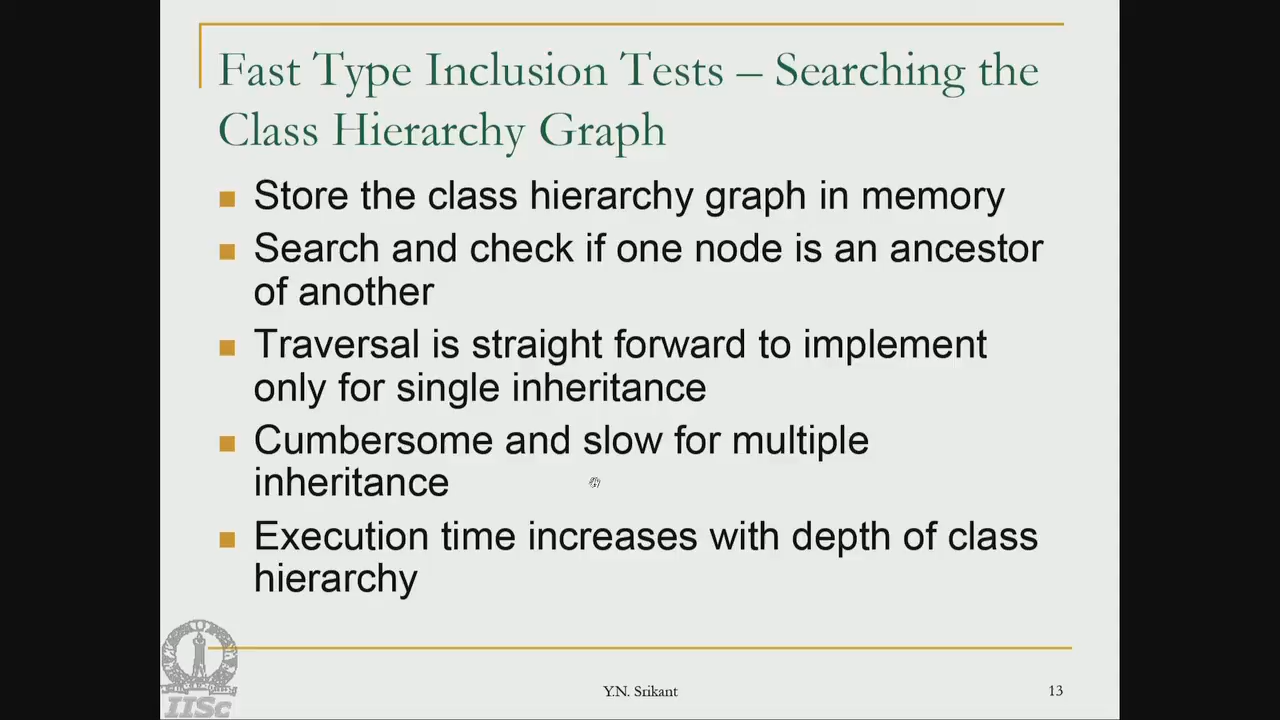 Fast Type Inclusion Tests – Searching the
Class Hierarchy Graph
Store the class hierarchy graph in memory
Search and check if one node is an ancestor
of another
Traversal is straight forward to implement
only for single inheritance
Cumbersome and slow for multiple
inheritance
Execution time increases with depth of class
hierarchy
IISc
Y.N. Srikant
13